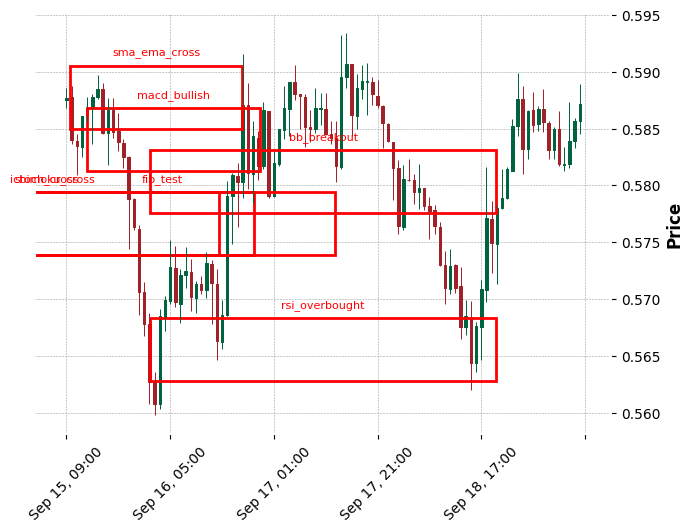 sma_ema_cross
macd_bullish
bb_breakout
fib_test
rsi_overbought
0.595
0.590
0.585
0.580
0.575
0.570
0.565
0.560
Price
Sep 15, 09:00
Sep 16, 05:00
Sep 17, 01:00
Sep 17, 21:00
Sep 18, 17:00